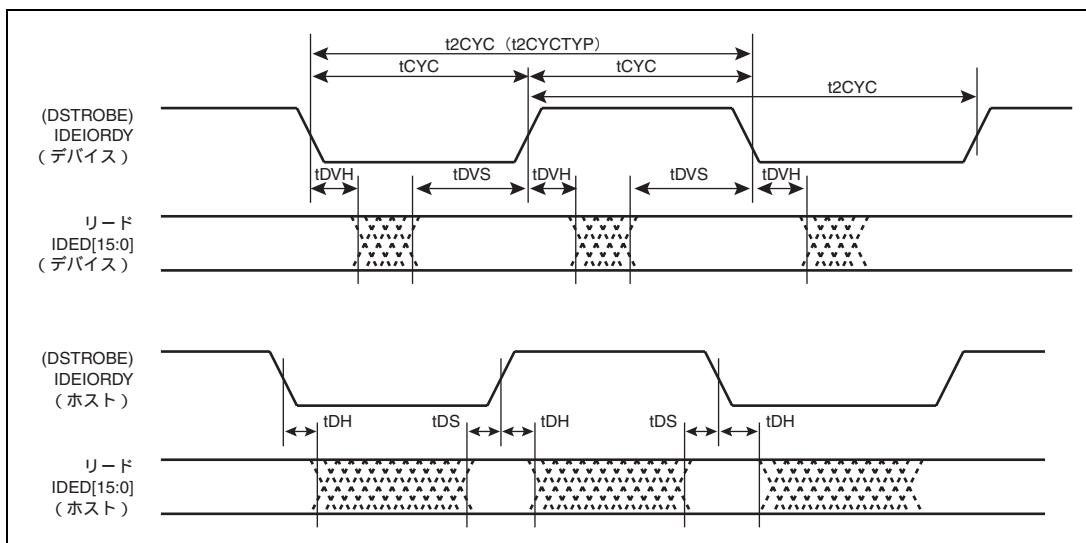 t2CYC（t2CYCTYP）
tCYC tCYC
t2CYC
(DSTROBE)
IDEIORDY
（デバイス）
tDVH tDVS tDVH tDVS tDVH
リード
IDED[15:0]
（デバイス）
(DSTROBE)
IDEIORDY
（ホスト）
tDH tDS tDH tDS tDH
リード
IDED[15:0]
（ホスト）